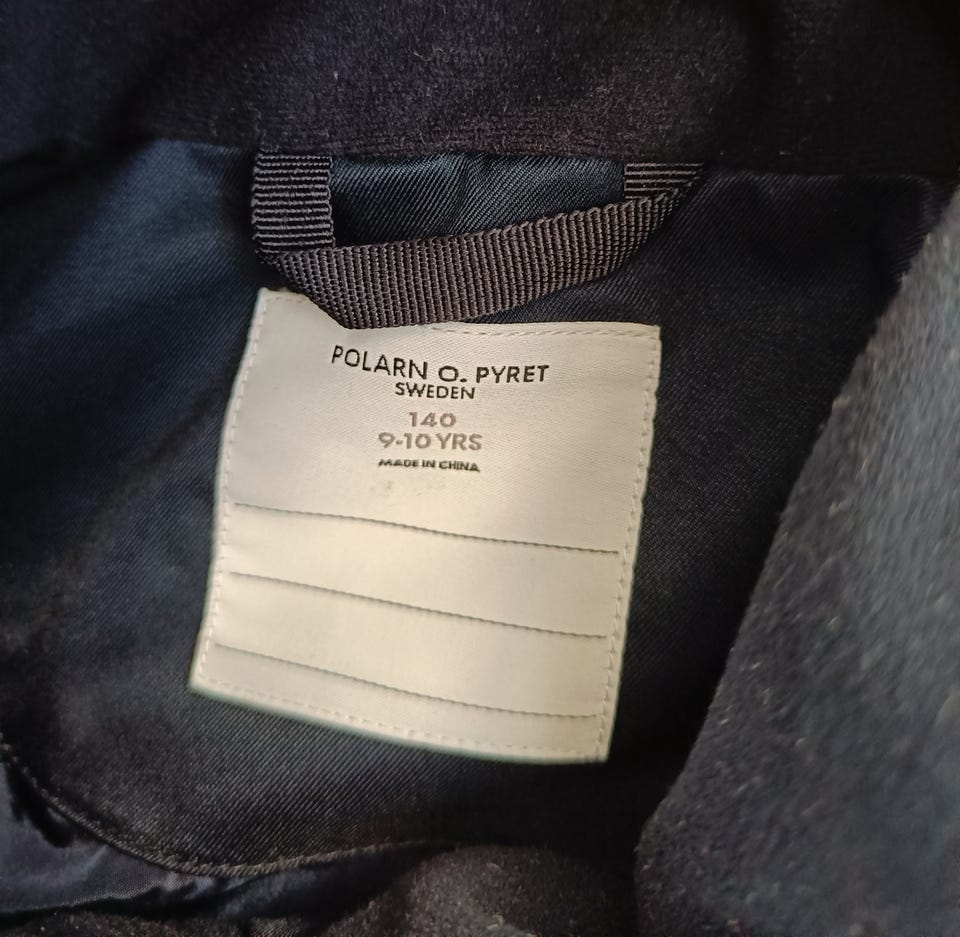 POLARN O. PYRET
SWEDEN
140
9-10 YRS
MADE IN CHINA